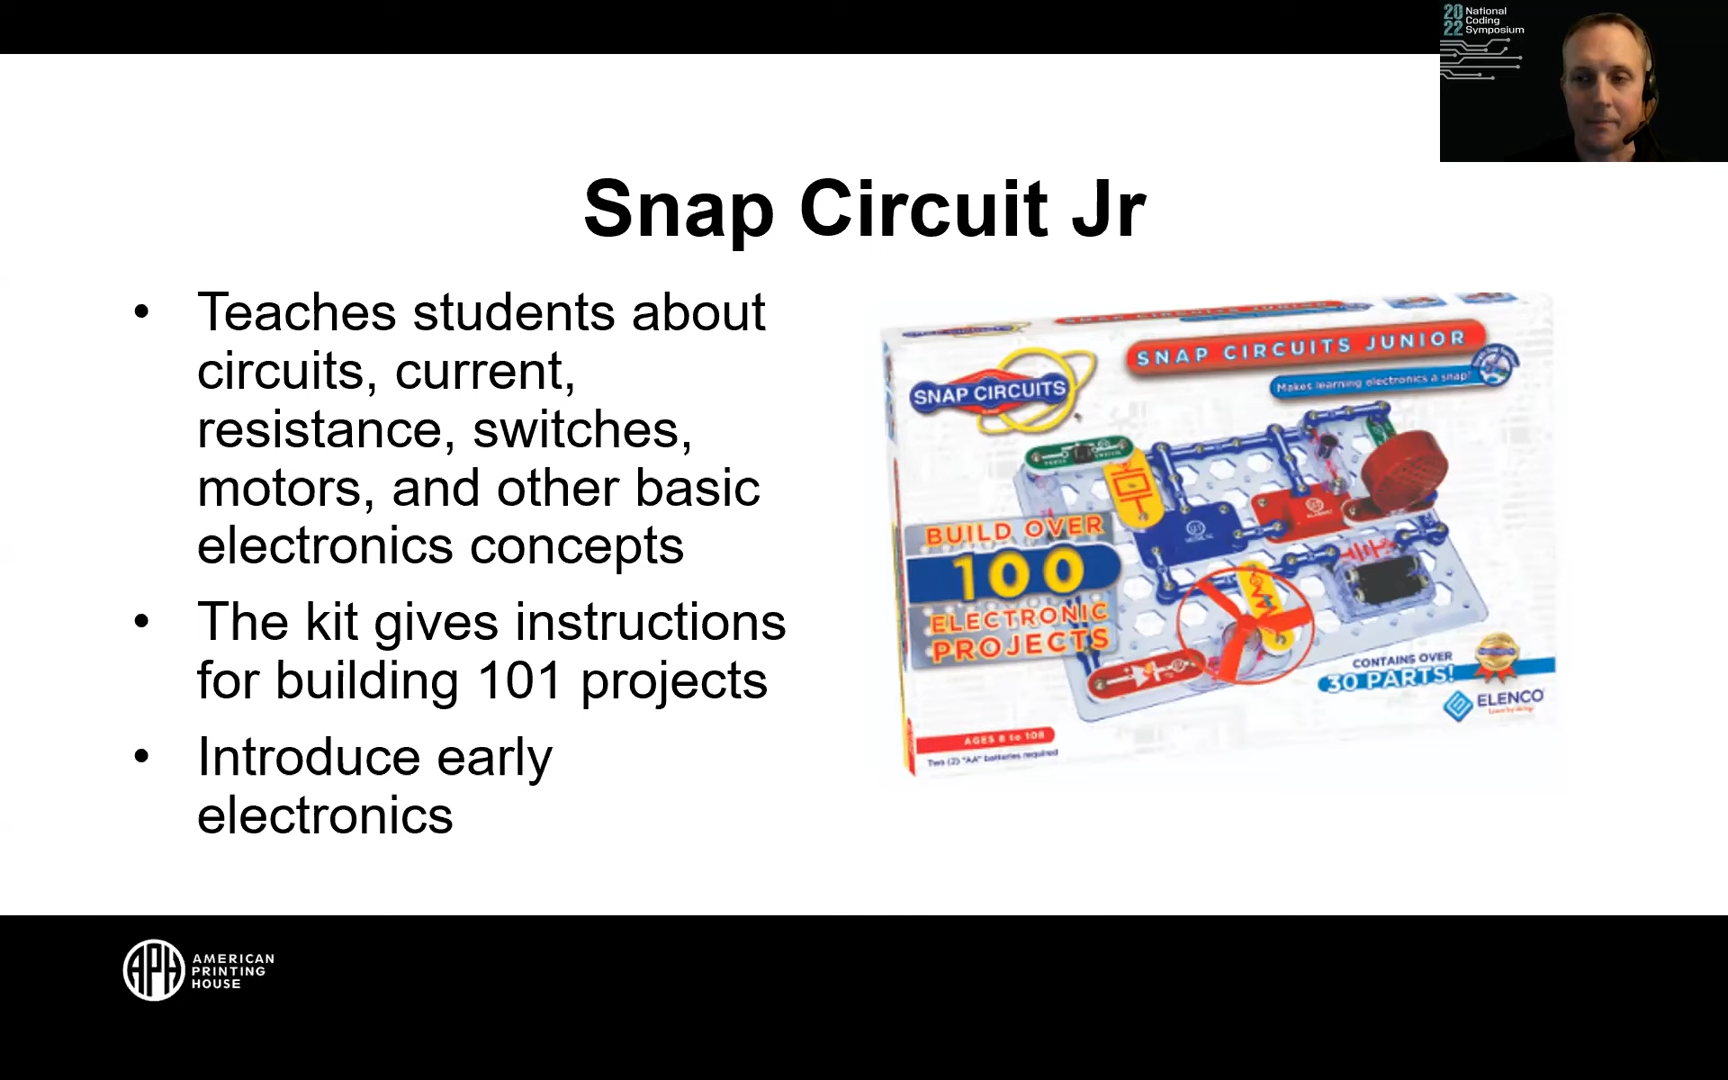 20 National
22 Coding
Symposium
Snap Circuit Jr
• Teaches students about
circuits, current,
resistance, switches,
motors, and other basic
electronics concepts
• The kit gives instructions
for building 101 projects
• Introduce early
electronics
SNAP CIRCUITS JUNIOR
Makes learning electronics a snap!
SNAP CIRCUITS
BUILD OVER
100
ELECTRONIC
PROJECTS
CONTAINS OVER
30 PARTS!
ELENCO
AGES 8 to 108
Two (2) "AA" batteries required
APH AMERICAN
PRINTING
HOUSE